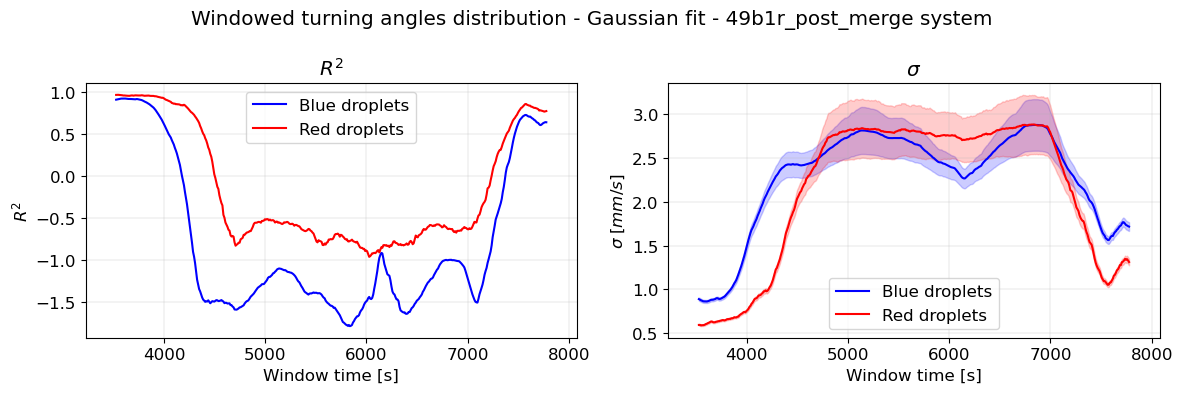 Windowed turning angles distribution - Gaussian fit - 49b1r_post_merge system
R²
1.0
0.5
0.0
−0.5
−1.0
−1.5
R²
4000 5000 6000 7000 8000
Window time [s]
Blue droplets
Red droplets
σ
3.0
2.5
2.0
1.5
1.0
0.5
σ [mm/s]
4000 5000 6000 7000 8000
Window time [s]
Blue droplets
Red droplets